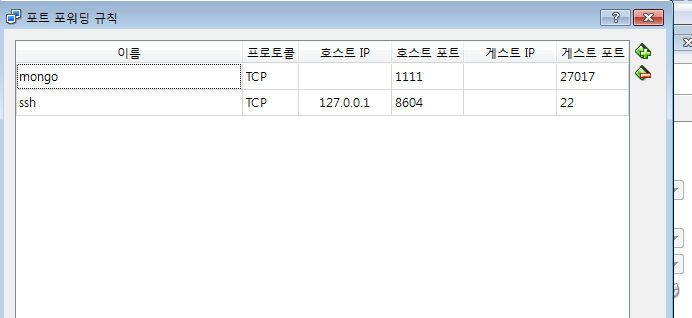 포트 포워딩 규칙
이름 프로토콜 호스트 IP 호스트 포트 게스트 IP 게스트 포트
mongo TCP 1111 27017
ssh TCP 127.0.0.1 8604 22